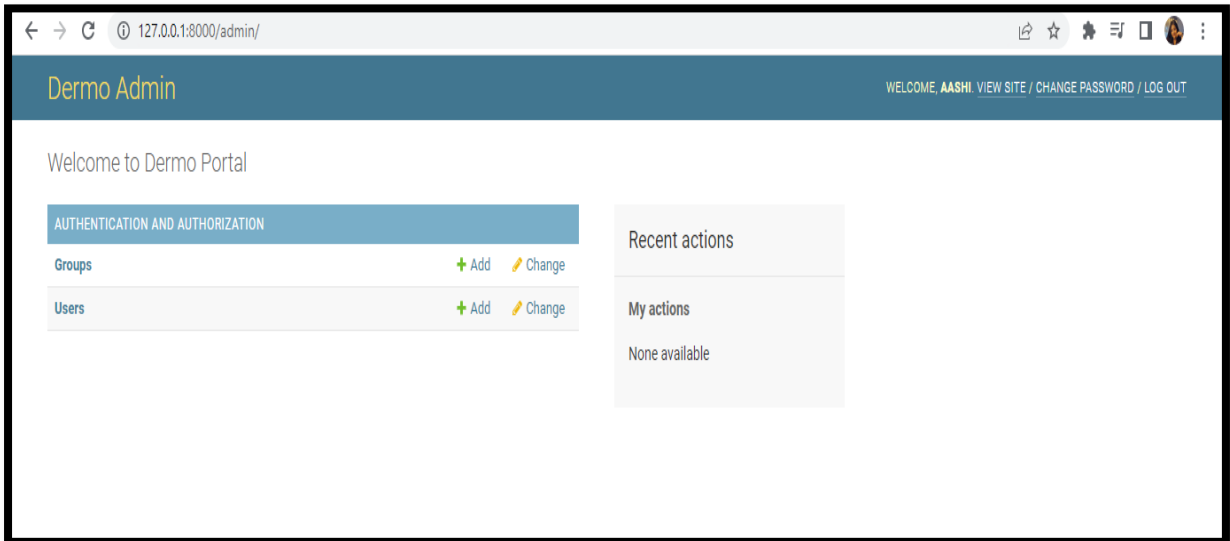 127.0.0.1:8000/admin/
Dermo Admin
WELCOME, AASHI. VIEW SITE / CHANGE PASSWORD / LOG OUT
Welcome to Dermo Portal
AUTHENTICATION AND AUTHORIZATION
Groups Add Change
Users Add Change
Recent actions
My actions
None available